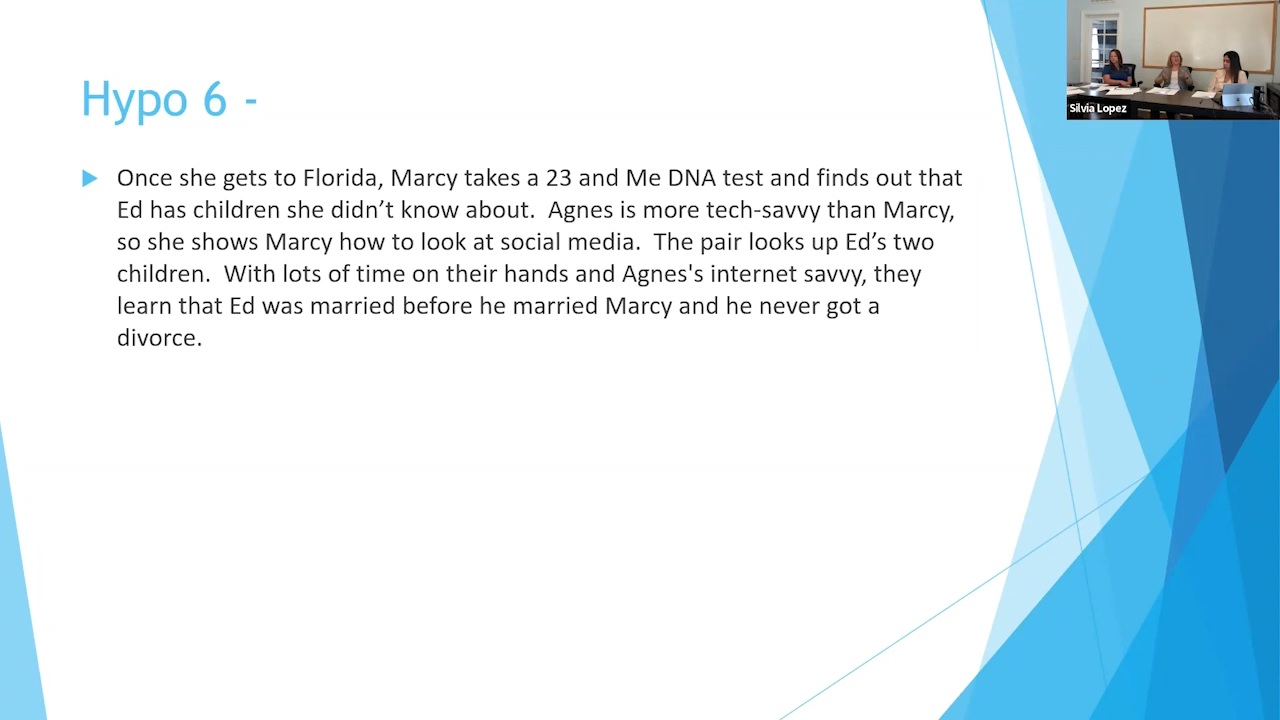 Hypo 6 -
Once she gets to Florida, Marcy takes a 23 and Me DNA test and finds out that
Ed has children she didn’t know about.  Agnes is more tech-savvy than Marcy,
so she shows Marcy how to look at social media.  The pair looks up Ed’s two
children.  With lots of time on their hands and Agnes's internet savvy, they
learn that Ed was married before he married Marcy and he never got a
divorce.
Silvia Lopez